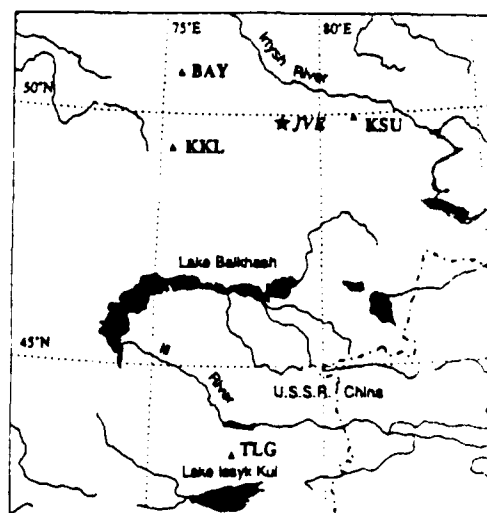 75°E
80°E
BAY
Irtysh River
50°N
JVE
KSU
KKL
Lake Balkhash
45°N
Ili River
U.S.S.R. China
TLG
Lake Issyk Kul